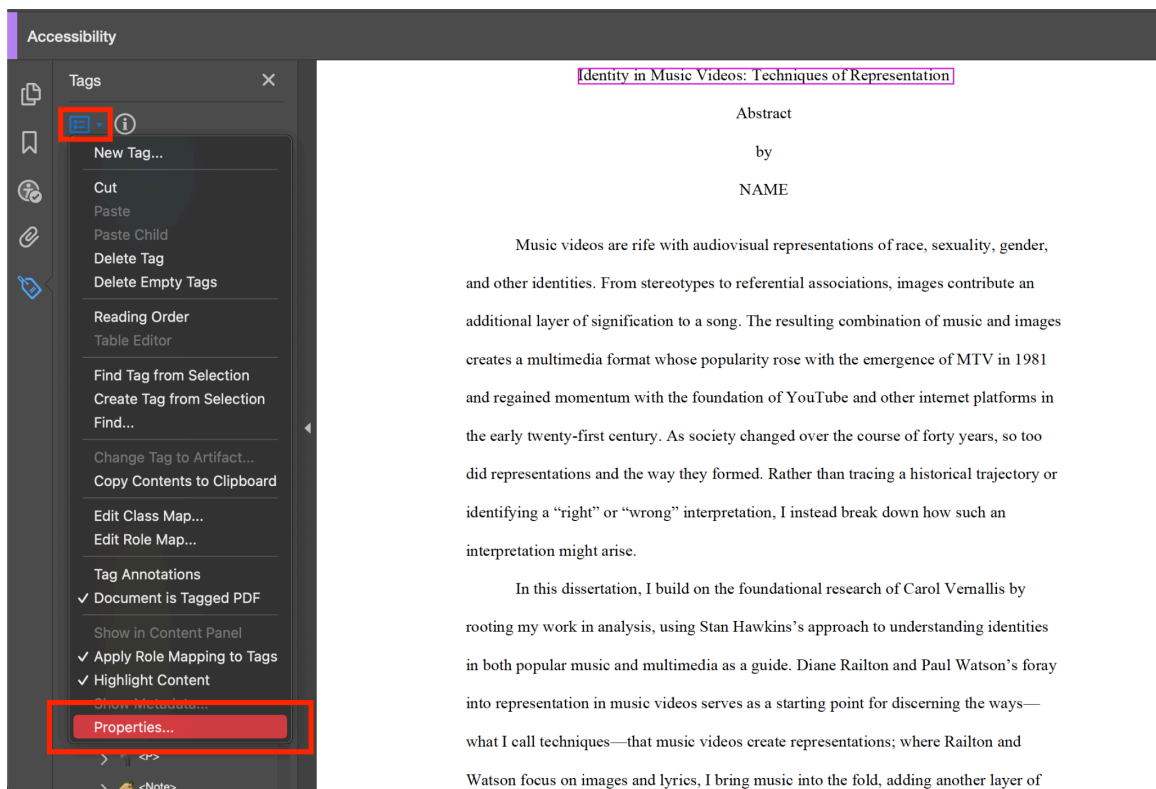 Accessibility
Tags
New Tag...
Cut
Paste
Paste Child
Delete Tag
Delete Empty Tags
Reading Order
Table Editor
Find Tag from Selection
Create Tag from Selection
Find...
Change Tag to Artifact...
Copy Contents to Clipboard
Edit Class Map...
Edit Role Map...
Tag Annotations
Document is Tagged PDF
Show in Content Panel
Apply Role Mapping to Tags
Highlight Content
Show Metadata...
Properties...
<P>
<Note>
Identity in Music Videos: Techniques of Representation
Abstract
by
NAME
Music videos are rife with audiovisual representations of race, sexuality, gender,
and other identities. From stereotypes to referential associations, images contribute an
additional layer of signification to a song. The resulting combination of music and images
creates a multimedia format whose popularity rose with the emergence of MTV in 1981
and regained momentum with the foundation of YouTube and other internet platforms in
the early twenty-first century. As society changed over the course of forty years, so too
did representations and the way they formed. Rather than tracing a historical trajectory or
identifying a “right” or “wrong” interpretation, I instead break down how such an
interpretation might arise.
In this dissertation, I build on the foundational research of Carol Vernallis by
rooting my work in analysis, using Stan Hawkins’s approach to understanding identities
in both popular music and multimedia as a guide. Diane Railton and Paul Watson’s foray
into representation in music videos serves as a starting point for discerning the ways—
what I call techniques—that music videos create representations; where Railton and
Watson focus on images and lyrics, I bring music into the fold, adding another layer of